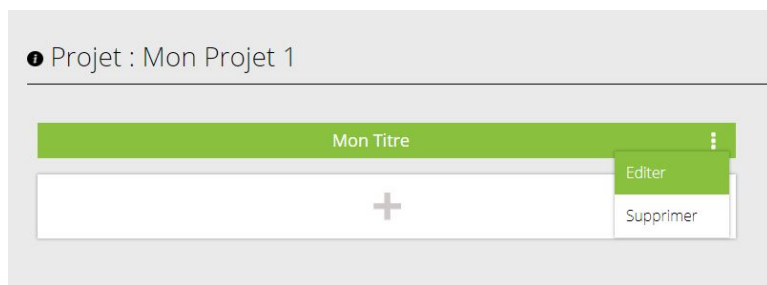 Projet : Mon Projet 1
Mon Titre
Editer
Supprimer